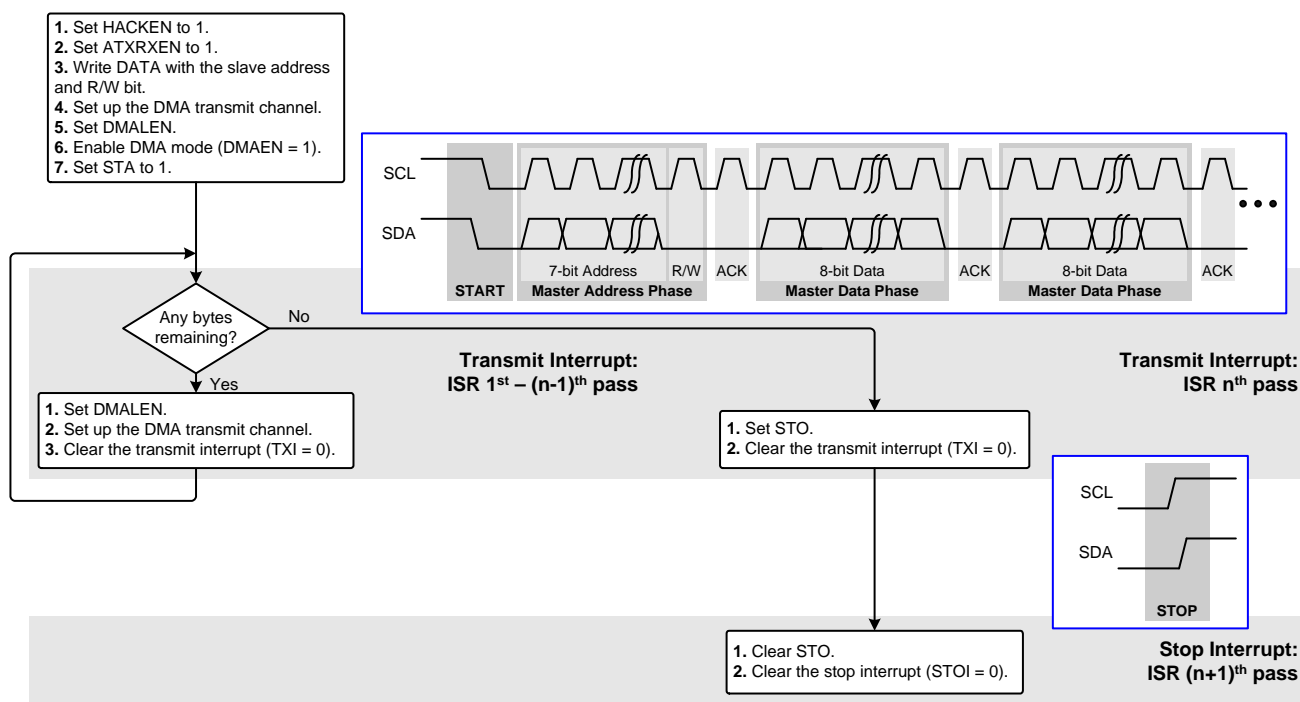 1. Set HACKEN to 1.
2. Set ATXRXEN to 1.
3. Write DATA with the slave address
and R/W bit.
4. Set up the DMA transmit channel.
5. Set DMALEN.
6. Enable DMA mode (DMAEN = 1).
7. Set STA to 1.
SCL
SDA
7-bit Address
R/W
ACK
8-bit Data
ACK
8-bit Data
ACK
START
Master Address Phase
Master Data Phase
Master Data Phase
Any bytes
remaining?
No
Yes
Transmit Interrupt:
ISR 1st – (n-1)th pass
Transmit Interrupt:
ISR nth pass
1. Set DMALEN.
2. Set up the DMA transmit channel.
3. Clear the transmit interrupt (TXI = 0).
1. Set STO.
2. Clear the transmit interrupt (TXI = 0).
SCL
SDA
STOP
1. Clear STO.
2. Clear the stop interrupt (STOI = 0).
Stop Interrupt:
ISR (n+1)th pass